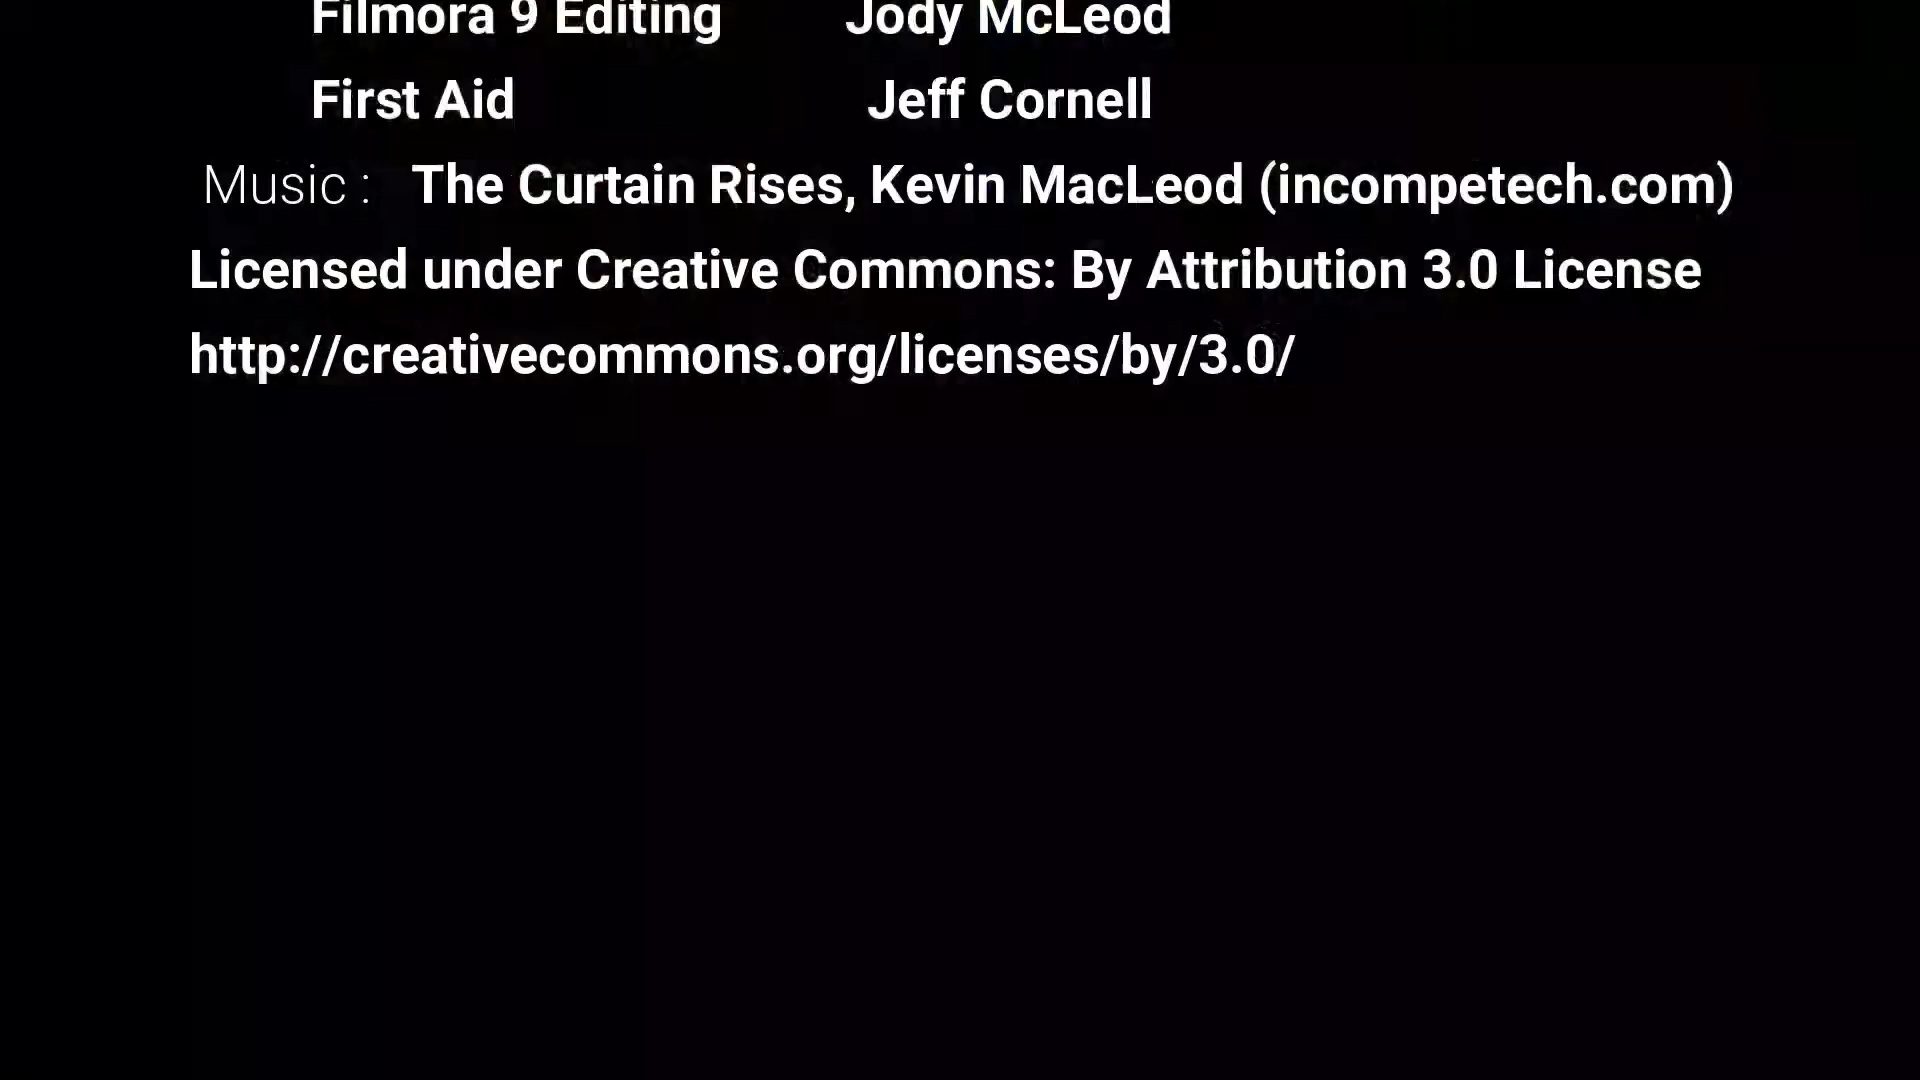 Filmora 9 Editing Jody McLeod
First Aid Jeff Cornell
Music : The Curtain Rises, Kevin MacLeod (incompetech.com)
Licensed under Creative Commons: By Attribution 3.0 License
http://creativecommons.org/licenses/by/3.0/